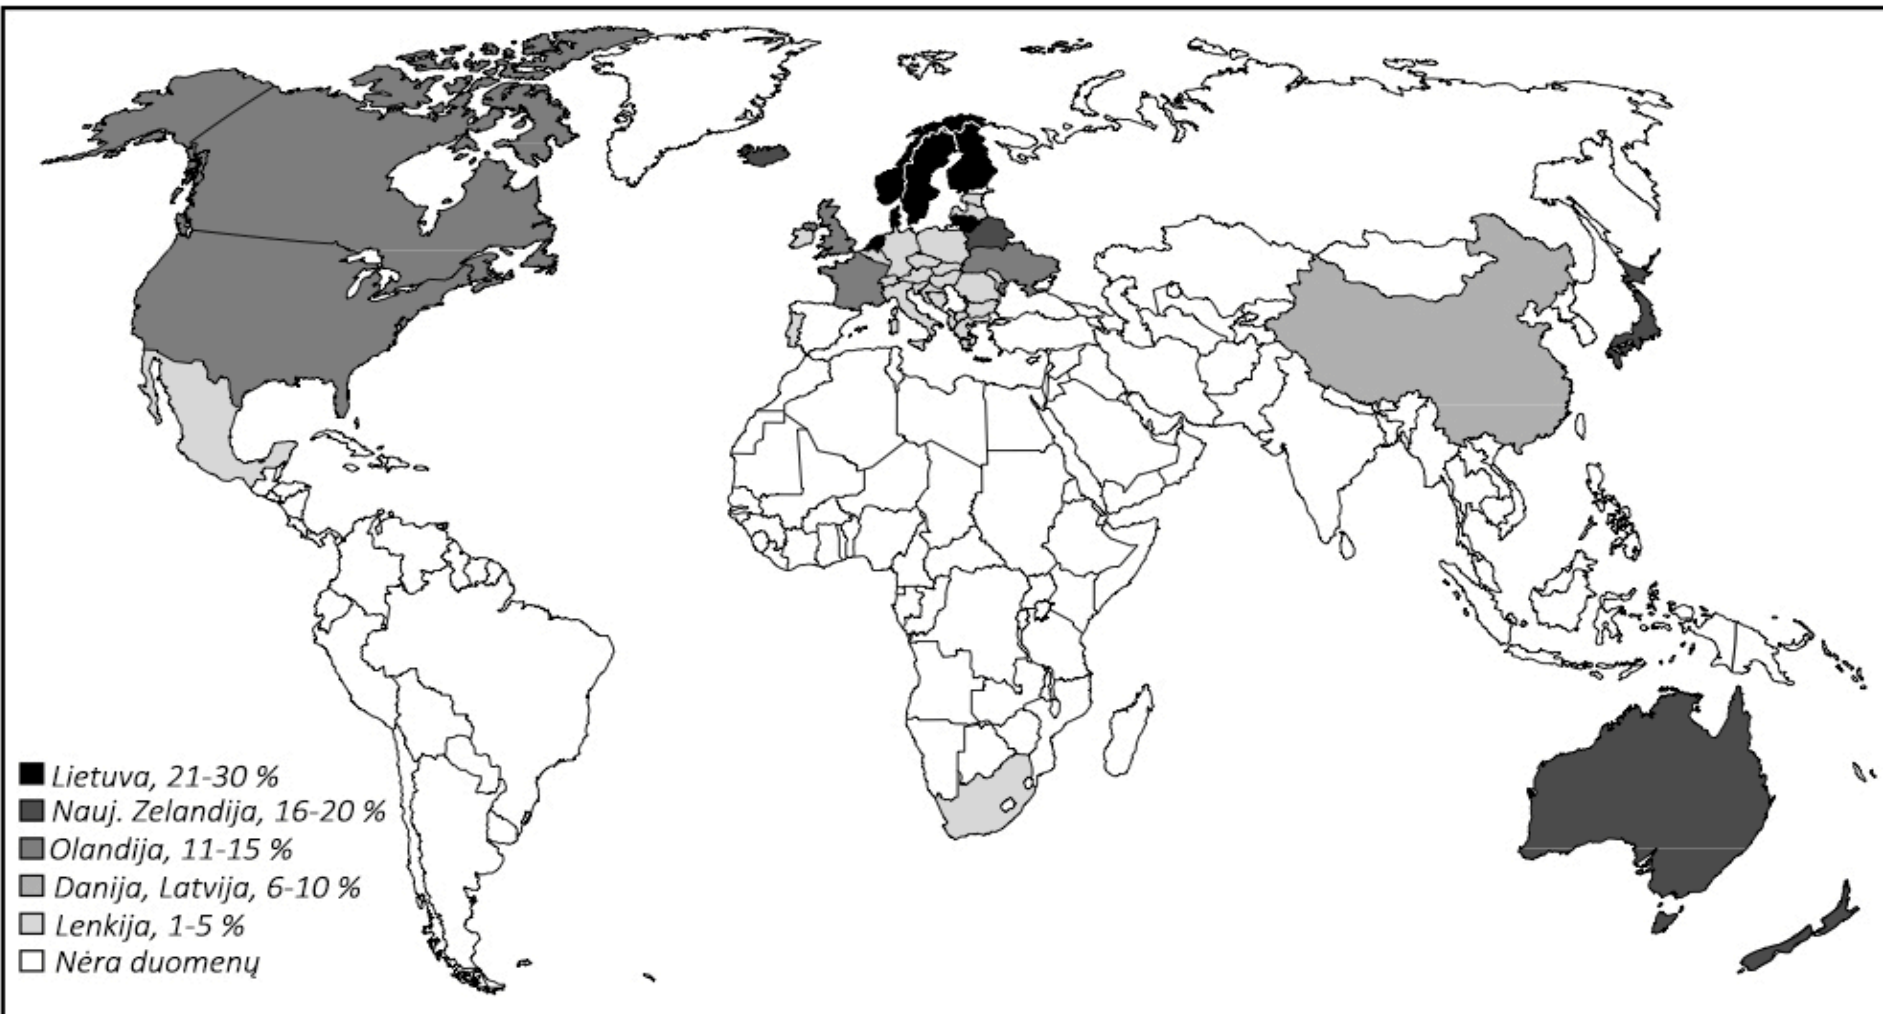 Lietuva, 21-30 %
Nauj. Zelandija, 16-20 %
Olandija, 11-15 %
Danija, Latvija, 6-10 %
Lenkija, 1-5 %
Nėra duomenų